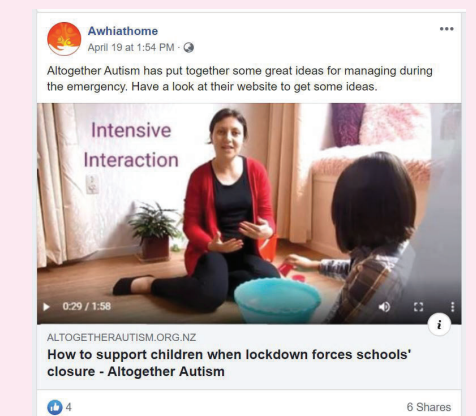 Awhiathome
April 19 at 1:54 PM ·
Altogether Autism has put together some great ideas for managing during
the emergency. Have a look at their website to get some ideas.
Intensive
Interaction
0:29 / 1:58
i
ALTOGETHERAUTISM.ORG.NZ
How to support children when lockdown forces schools'
closure - Altogether Autism
4
6 Shares